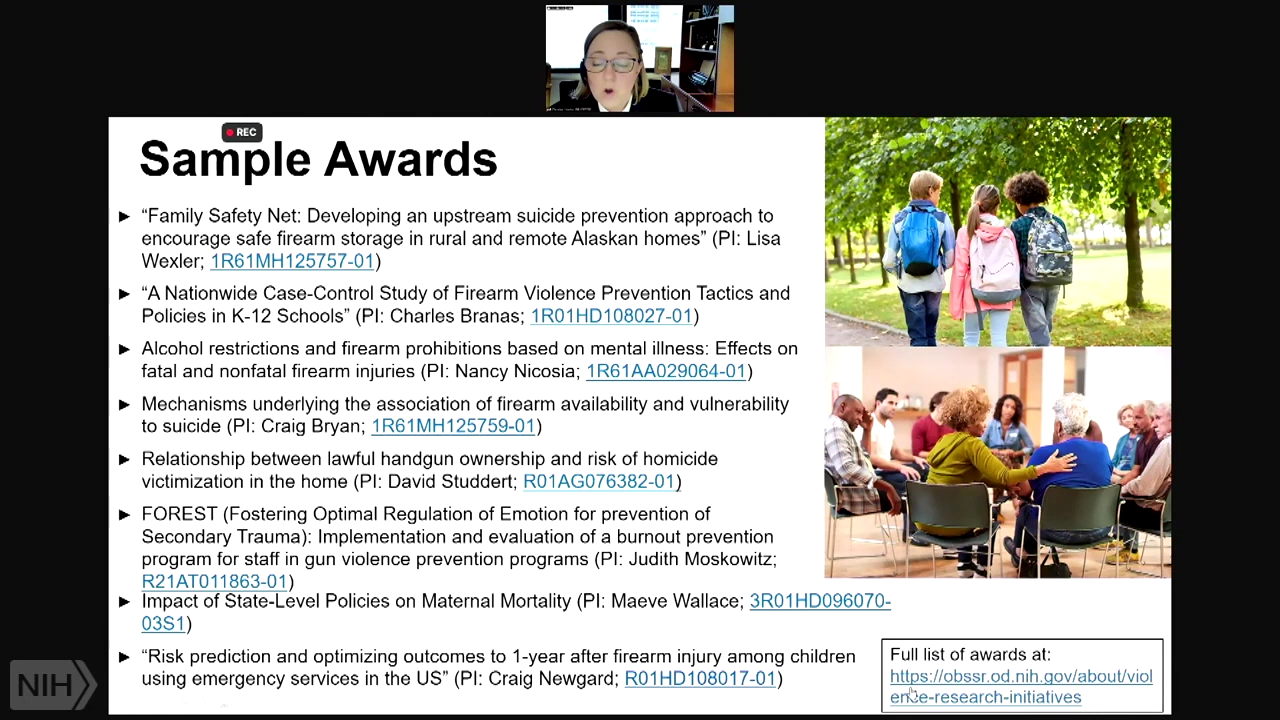 REC
Sample Awards
► “Family Safety Net: Developing an upstream suicide prevention approach to
encourage safe firearm storage in rural and remote Alaskan homes” (PI: Lisa
Wexler; 1R61MH125757-01)
► “A Nationwide Case-Control Study of Firearm Violence Prevention Tactics and
Policies in K-12 Schools” (PI: Charles Branas; 1R01HD108027-01)
► Alcohol restrictions and firearm prohibitions based on mental illness: Effects on
fatal and nonfatal firearm injuries (PI: Nancy Nicosia; 1R61AA029064-01)
► Mechanisms underlying the association of firearm availability and vulnerability
to suicide (PI: Craig Bryan; 1R61MH125759-01)
► Relationship between lawful handgun ownership and risk of homicide
victimization in the home (PI: David Studdert; R01AG076382-01)
► FOREST (Fostering Optimal Regulation of Emotion for prevention of
Secondary Trauma): Implementation and evaluation of a burnout prevention
program for staff in gun violence prevention programs (PI: Judith Moskowitz;
R21AT011863-01)
► Impact of State-Level Policies on Maternal Mortality (PI: Maeve Wallace; 3R01HD096070-
03S1)
► “Risk prediction and optimizing outcomes to 1-year after firearm injury among children
using emergency services in the US” (PI: Craig Newgard; R01HD108017-01)
Full list of awards at:
https://obssr.od.nih.gov/about/viol
ence-research-initiatives
NIH